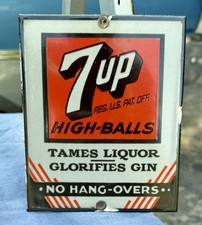 7up
REG. U.S. PAT. OFF.
HIGH-BALLS
TAMES LIQUOR
GLORIFIES GIN
• NO HANG-OVERS •